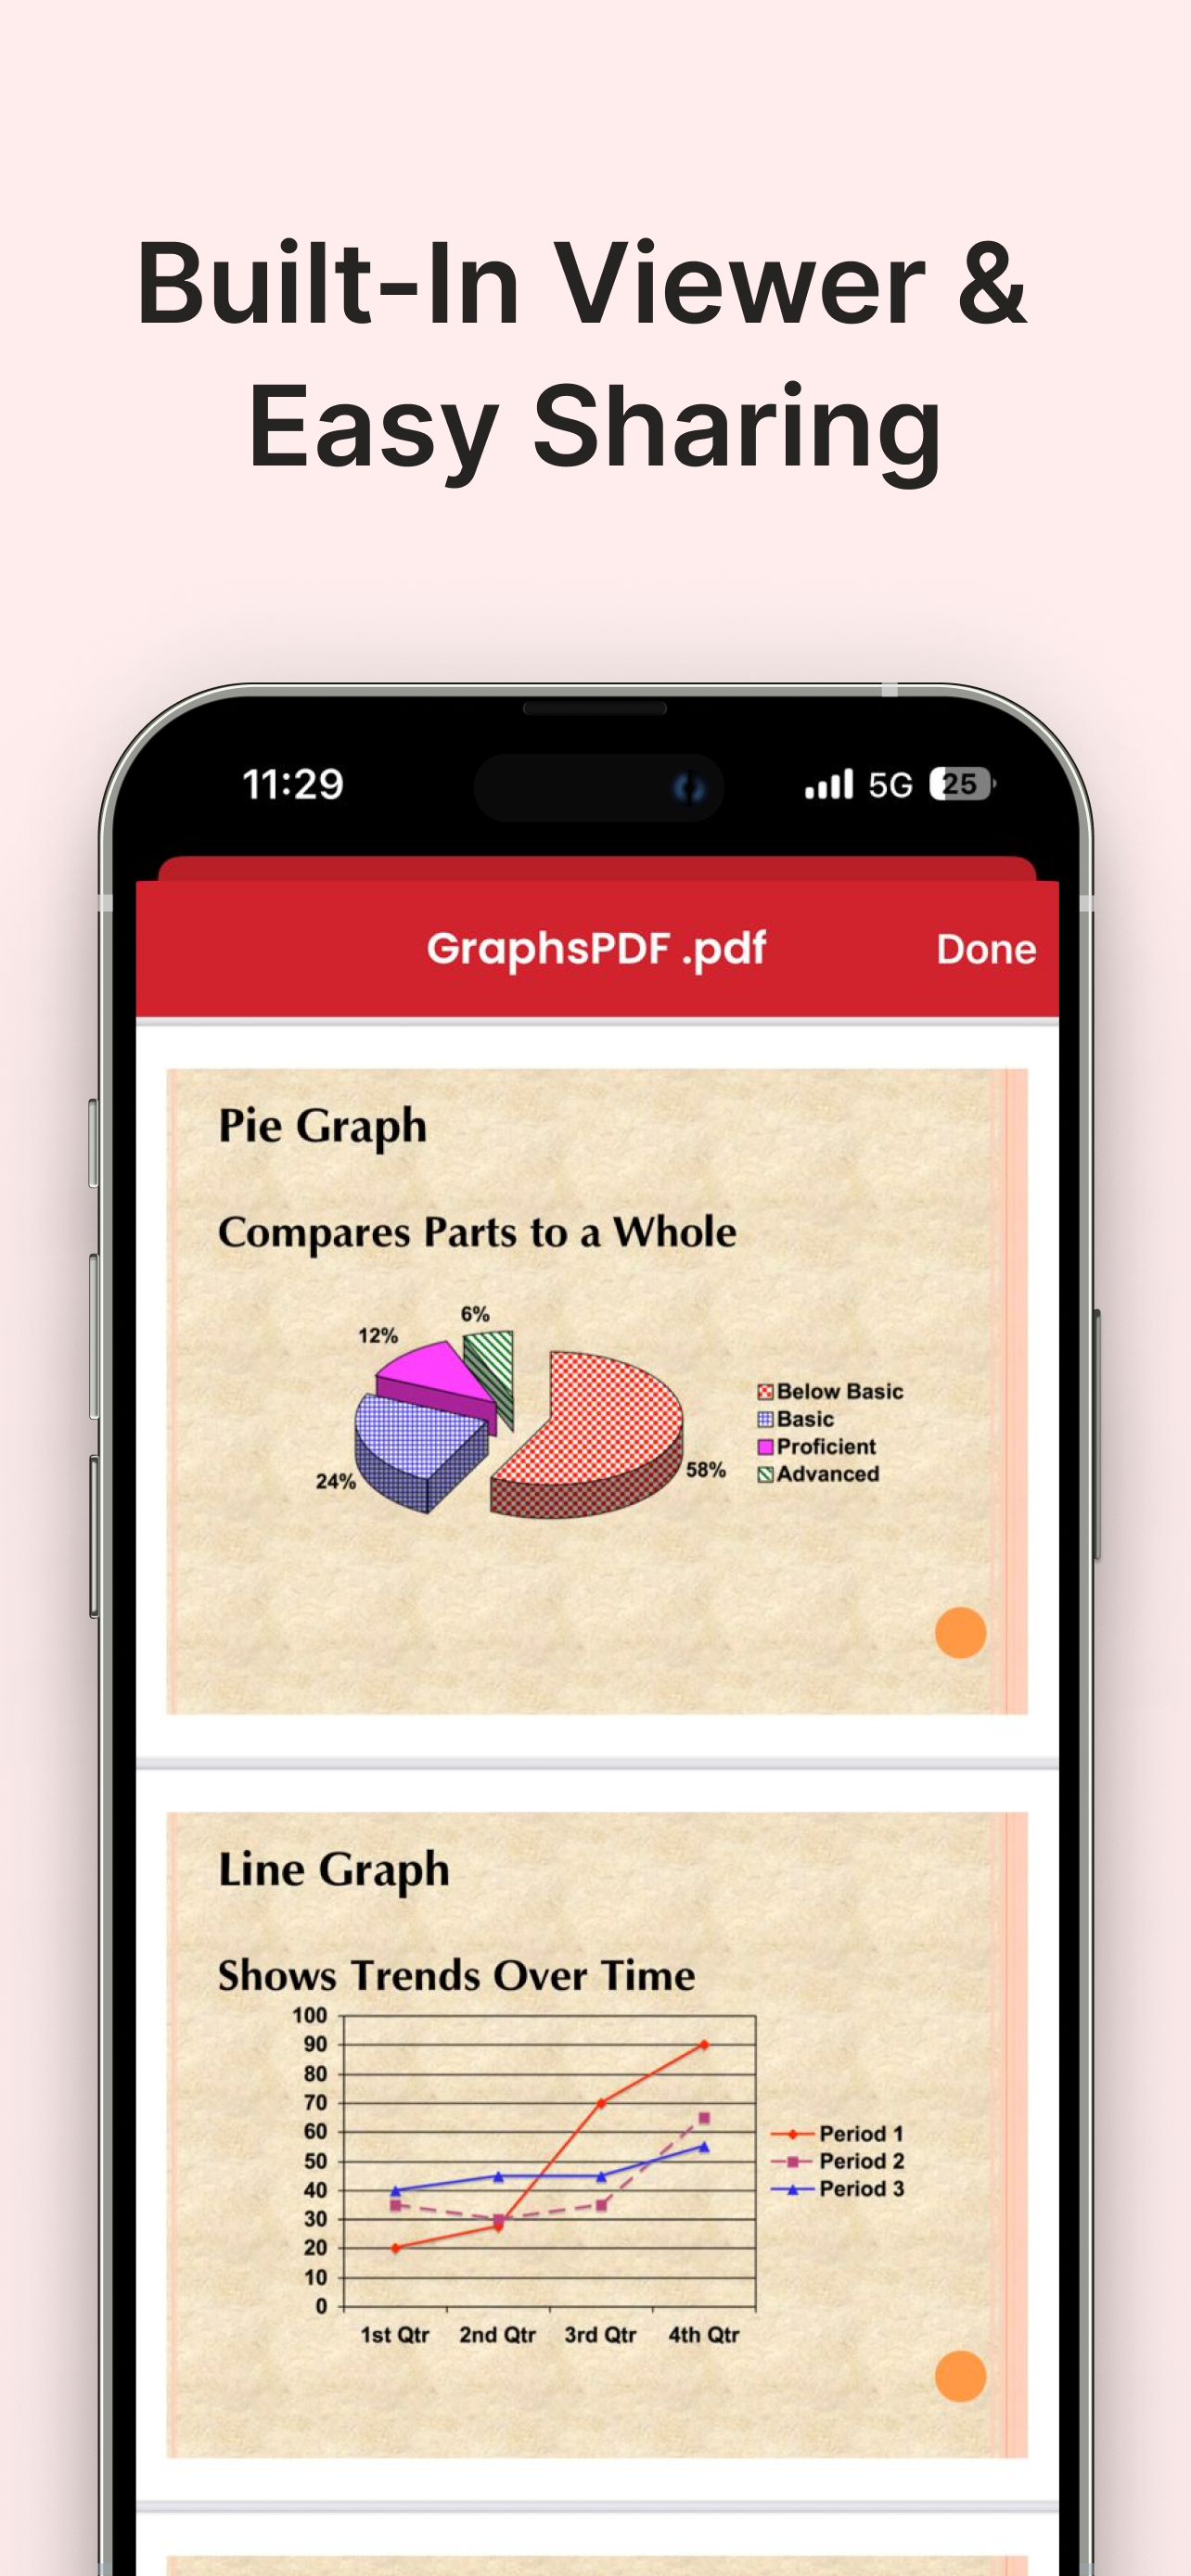 Built-In Viewer &
Easy Sharing
11:29
5G
25
GraphsPDF .pdf
Done
Pie Graph
Compares Parts to a Whole
6%
12%
24%
58%
Below Basic
Basic
Proficient
Advanced
Line Graph
Shows Trends Over Time
100
90
80
70
60
50
40
30
20
10
0
1st Qtr 2nd Qtr 3rd Qtr 4th Qtr
Period 1
Period 2
Period 3